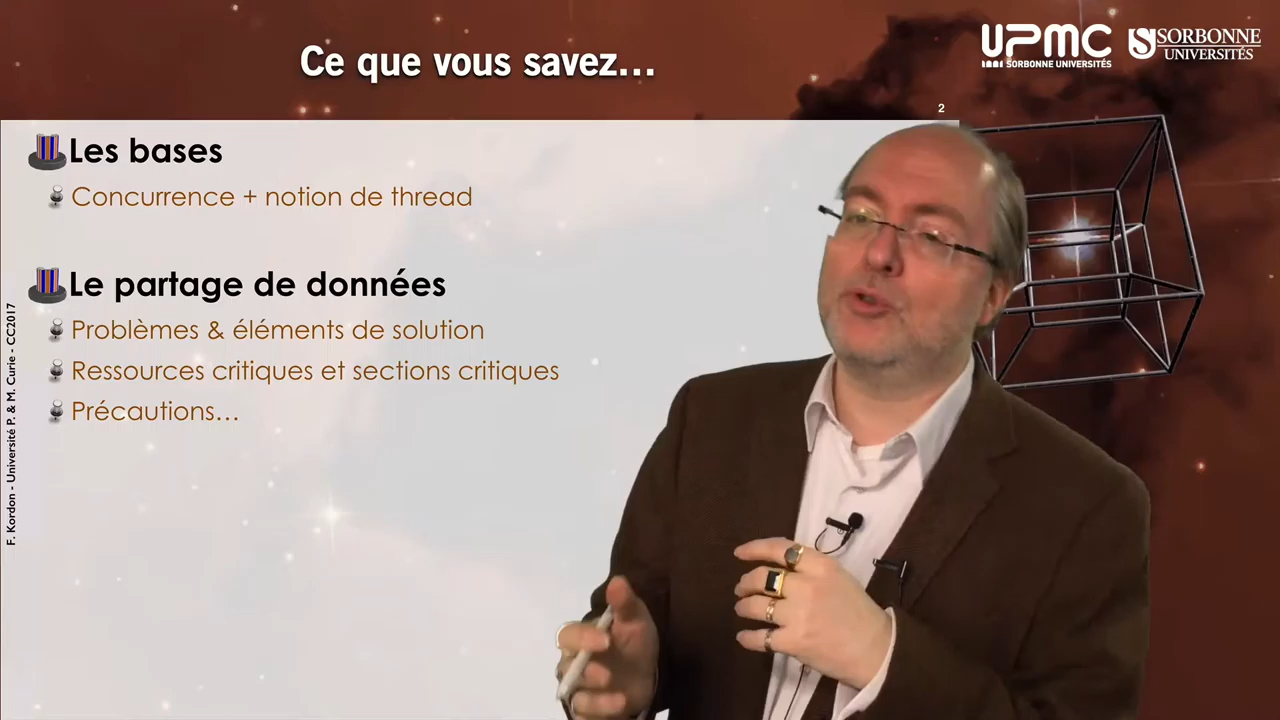 Ce que vous savez...
UPMC
SORBONNE UNIVERSITÉS
SORBONNE
UNIVERSITÉS
2
Les bases
Concurrence + notion de thread
Le partage de données
Problèmes & éléments de solution
Ressources critiques et sections critiques
Précautions...
F. Kordon - Université P. & M. Curie - CC2017